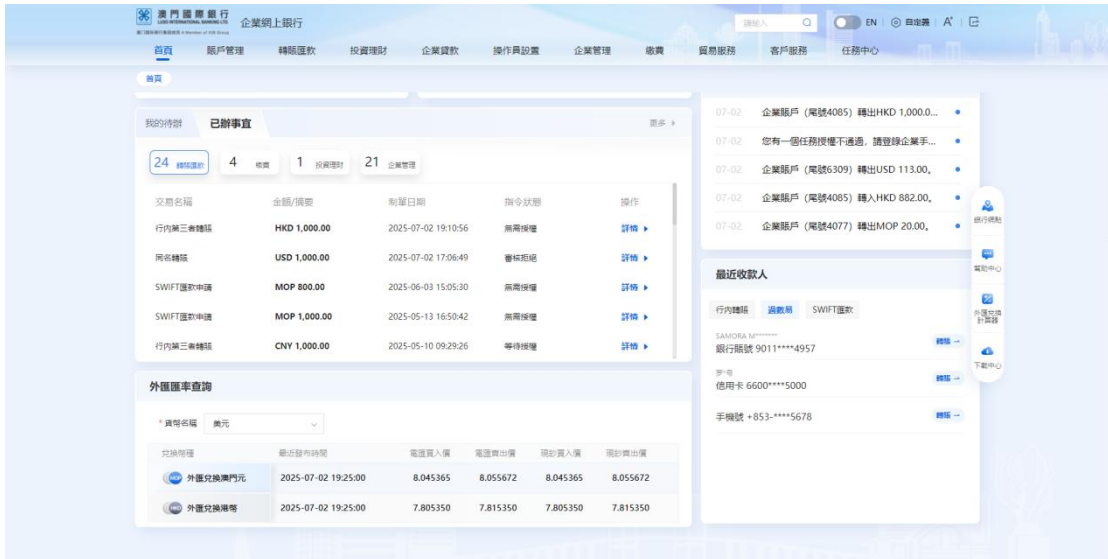 澳門國際銀行
LUSO INTERNATIONAL BANKING LTD.
企業網上銀行
請輸入
EN
自定義
A⁺
首頁 賬戶管理 轉賬匯款 投資理財 企業貸款 操作員設置 企業管理 繳費 貿易服務 客戶服務 任務中心
首頁
我的待辦 已辦事宜 更多
24 轉賬匯款 4 繳費 1 投資理財 21 企業管理
交易名稱 金額/摘要 制單日期 指令狀態 操作
行内第三者轉賬 HKD 1,000.00 2025-07-02 19:10:56 無需授權 詳情
同名轉賬 USD 1,000.00 2025-07-02 17:06:49 審核拒絕 詳情
SWIFT匯款申請 MOP 800.00 2025-06-03 15:05:30 無需授權 詳情
SWIFT匯款申請 MOP 1,000.00 2025-05-13 16:50:42 無需授權 詳情
行内第三者轉賬 CNY 1,000.00 2025-05-10 09:29:26 等待授權 詳情
外匯匯率查詢
* 貨幣名稱 美元
兌換幣種 最近發布時間 電匯買入價 電匯賣出價 現鈔買入價 現鈔賣出價
MOP 外匯兌換澳門元 2025-07-02 19:25:00 8.045365 8.055672 8.045365 8.055672
HKD 外匯兌換港幣 2025-07-02 19:25:00 7.805350 7.815350 7.805350 7.815350
07-02 企業賬戶（尾號4085）轉出HKD 1,000.0...
07-02 您有一個任務授權不通過，請登錄企業手...
07-02 企業賬戶（尾號6309）轉出USD 113.00。
07-02 企業賬戶（尾號4085）轉入HKD 882.00。
07-02 企業賬戶（尾號4077）轉出MOP 20.00。
最近收款人
行内轉賬 過數易 SWIFT匯款
SAMORA M*******
銀行賬號 9011****4957 轉賬
信用卡 6600****5000 轉賬
手機號 +853-****5678 轉賬
銀行網點
幫助中心
外匯兌換
計算器
下載中心